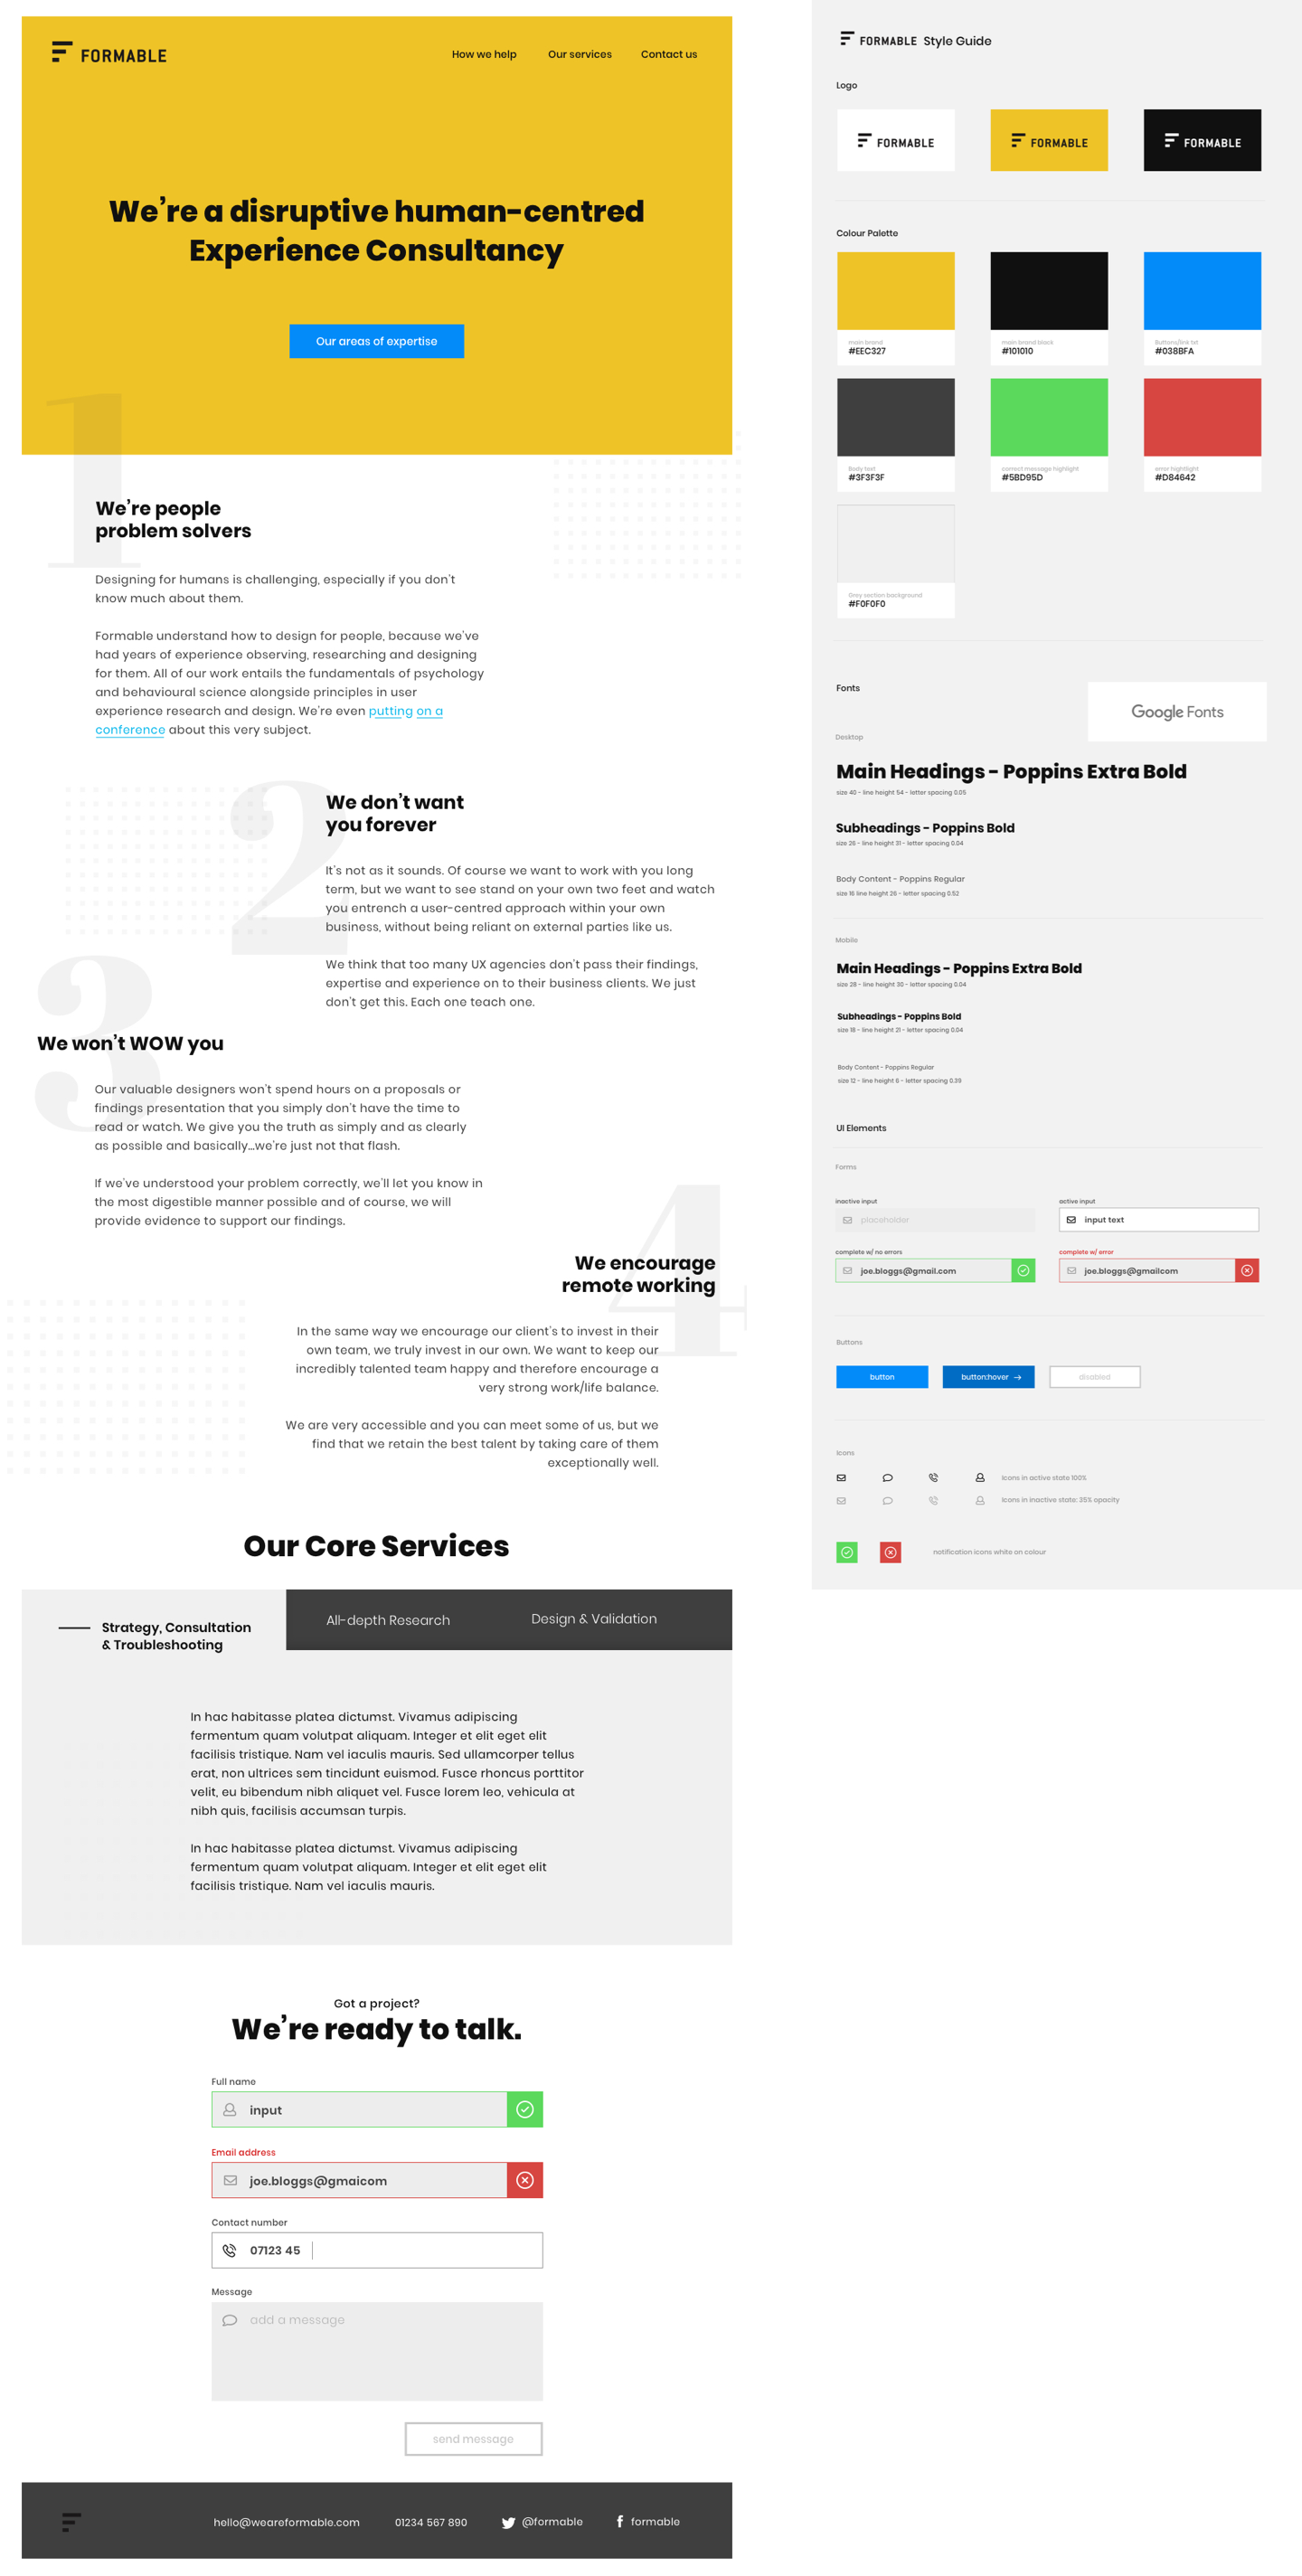 FORMABLE
How we help
Our services
Contact us
We're a disruptive human-centred
Experience Consultancy
Our areas of expertise
1
We're people
problem solvers
Designing for humans is challenging, especially if you don't
know much about them.
Formable understand how to design for people, because we've
had years of experience observing, researching and designing
for them. All of our work entails the fundamentals of psychology
and behavioural science alongside principles in user
experience research and design. We're even putting on a
conference about this very subject.
2
We don't want
you forever
It's not as it sounds. Of course we want to work with you long
term, but we want to see stand on your own two feet and watch
you entrench a user-centred approach within your own
business, without being reliant on external parties like us.
We think that too many UX agencies don't pass their findings,
expertise and experience on to their business clients. We just
don't get this. Each one teach one.
3
We won't WOW you
Our valuable designers won't spend hours on a proposals or
findings presentation that you simply don't have the time to
read or watch. We give you the truth as simply and as clearly
as possible and basically...we're just not that flash.
If we've understood your problem correctly, we'll let you know in
the most digestible manner possible and of course, we will
provide evidence to support our findings.
4
We encourage
remote working
In the same way we encourage our client's to invest in their
own team, we truly invest in our own. We want to keep our
incredibly talented team happy and therefore encourage a
very strong work/life balance.
We are very accessible and you can meet some of us, but we
find that we retain the best talent by taking care of them
exceptionally well.
Our Core Services
Strategy, Consultation
& Troubleshooting
All-depth Research
Design & Validation
In hac habitasse platea dictumst. Vivamus adipiscing
fermentum quam volutpat aliquam. Integer et elit eget elit
facilisis tristique. Nam vel iaculis mauris. Sed ullamcorper tellus
erat, non ultrices sem tincidunt euismod. Fusce rhoncus porttitor
velit, eu bibendum nibh aliquet vel. Fusce lorem leo, vehicula at
nibh quis, facilisis accumsan turpis.
In hac habitasse platea dictumst. Vivamus adipiscing
fermentum quam volutpat aliquam. Integer et elit eget elit
facilisis tristique. Nam vel iaculis mauris.
Got a project?
We're ready to talk.
Full name
input
Email address
joe.bloggs@gmaicom
Contact number
07123 45
Message
add a message
send message
hello@weareformable.com
01234 567 890
@formable
formable
FORMABLE Style Guide
Logo
FORMABLE
FORMABLE
FORMABLE
Colour Palette
main brand
#EEC327
main brand black
#101010
Buttons/link txt
#038BFA
Body text
#3F3F3F
correct message highlight
#5BD95D
error hightlight
#D84642
Grey section background
#F0F0F0
Fonts
Google Fonts
Desktop
Main Headings - Poppins Extra Bold
size 40 - line height 54 - letter spacing 0.05
Subheadings - Poppins Bold
size 26 - line height 31 - letter spacing 0.04
Body Content - Poppins Regular
size 16 line height 26 - letter spacing 0.52
Mobile
Main Headings - Poppins Extra Bold
size 28 - line height 30 - letter spacing 0.04
Subheadings - Poppins Bold
size 18 - line height 21 - letter spacing 0.04
Body Content - Poppins Regular
size 12 - line height 6 - letter spacing 0.39
UI Elements
Forms
inactive input
placeholder
active input
input text
complete w/ no errors
joe.bloggs@gmail.com
complete w/ error
joe.bloggs@gmailcom
Buttons
button
button:hover
disabled
Icons
Icons in active state 100%
Icons in inactive state: 35% opacity
notification icons white on colour